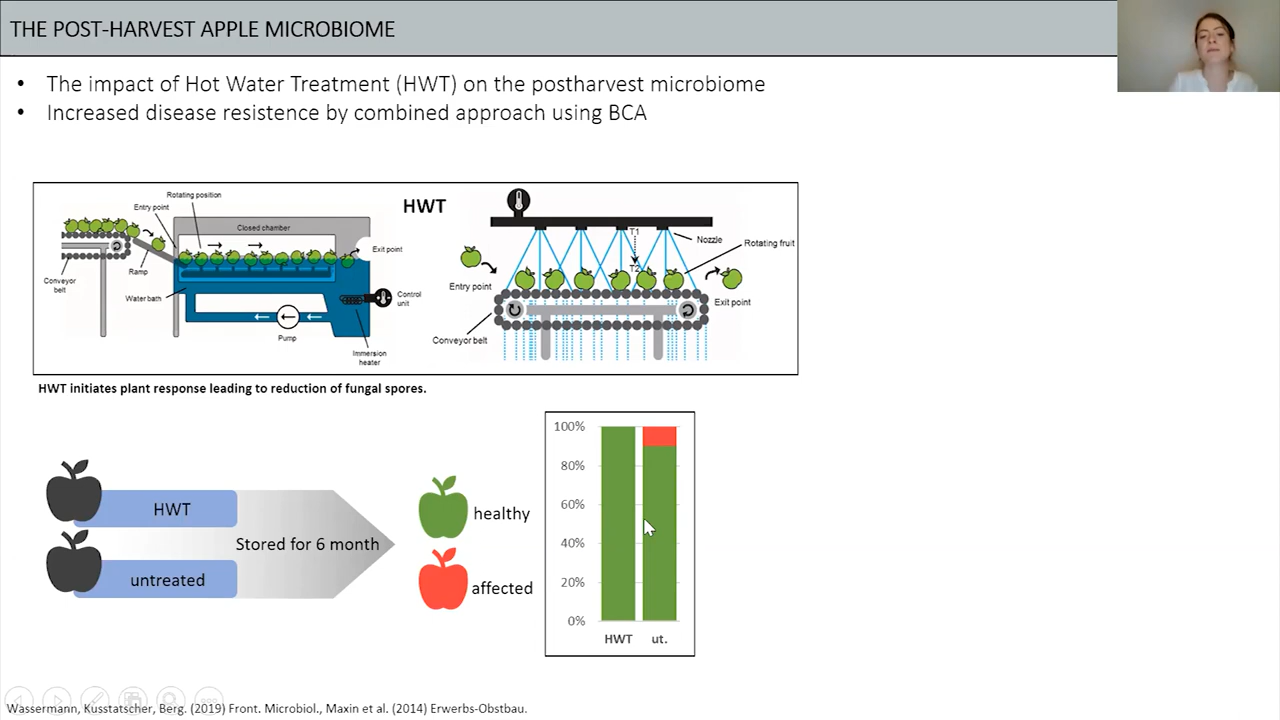 THE POST-HARVEST APPLE MICROBIOME
• The impact of Hot Water Treatment (HWT) on the postharvest microbiome
• Increased disease resistence by combined approach using BCA
HWT
Rotating position
Entry point
Closed chamber
Exit point
Ramp
Conveyor
belt
Water bath
Control
unit
Pump
Immersion
heater
T1
Nozzle
Rotating fruit
T2
Entry point
Exit point
Conveyor belt
HWT initiates plant response leading to reduction of fungal spores.
HWT
Stored for 6 month
untreated
healthy
affected
100%
80%
60%
40%
20%
0%
HWT ut.
Wassermann, Kusstatscher, Berg. (2019) Front. Microbiol., Maxin et al. (2014) Erwerbs-Obstbau.